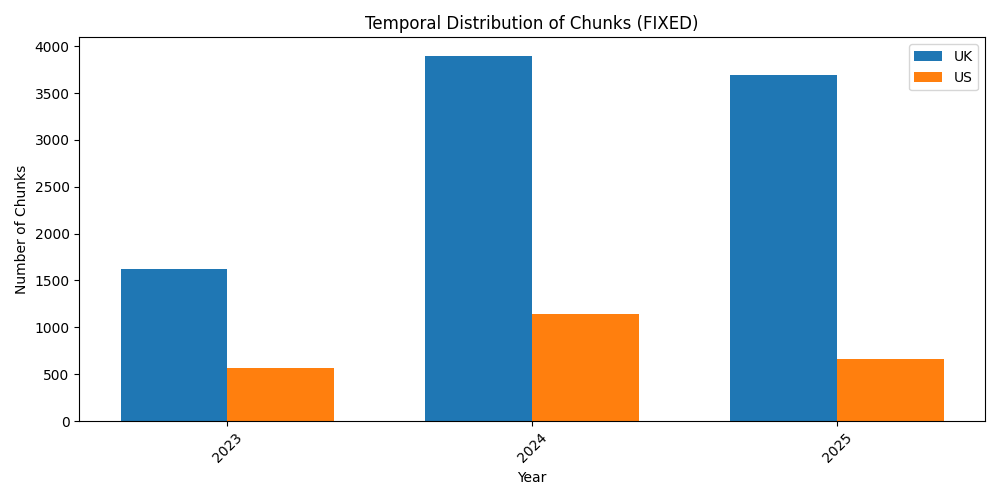 Temporal Distribution of Chunks (FIXED)
UK
US
Number of Chunks
4000
3500
3000
2500
2000
1500
1000
500
0
2023
2024
2025
Year